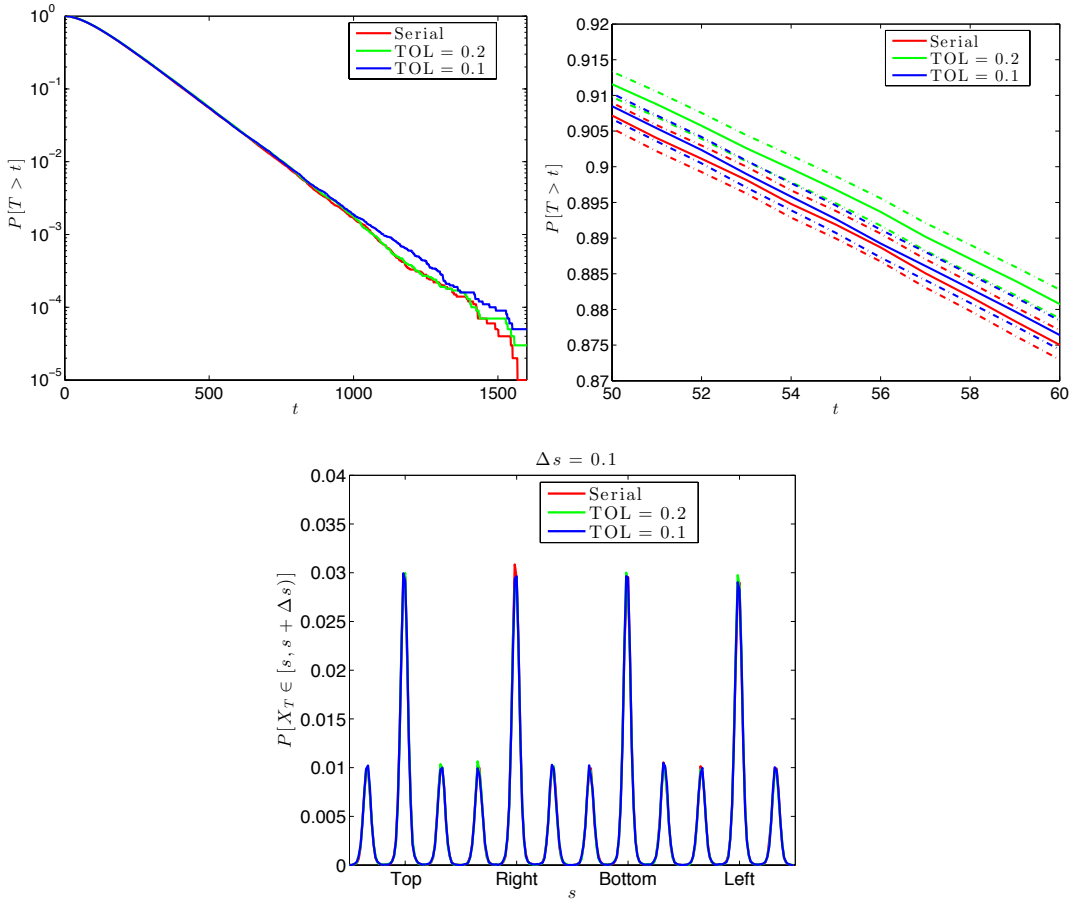 10^0
10^-1
10^-2
10^-3
10^-4
10^-5
P[T > t]
0 500 1000 1500
t
Serial
TOL = 0.2
TOL = 0.1
0.92
0.915
0.91
0.905
0.9
0.895
0.89
0.885
0.88
0.875
0.87
P[T > t]
50 52 54 56 58 60
t
Serial
TOL = 0.2
TOL = 0.1
Δs = 0.1
0.04
0.035
0.03
0.025
0.02
0.015
0.01
0.005
0
P[X_T ∈ [s, s + Δs)]
Serial
TOL = 0.2
TOL = 0.1
Top Right Bottom Left
s